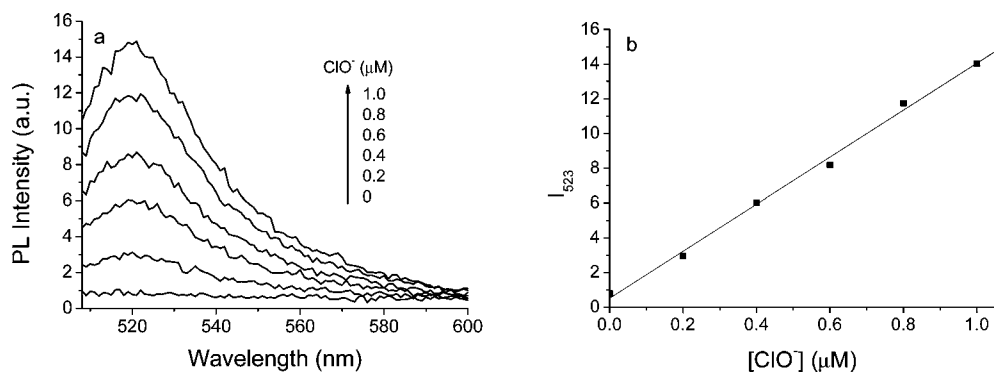 a
16
14
12
10
8
6
4
2
0
PL Intensity (a.u.)
ClO⁻ (μM)
1.0
0.8
0.6
0.4
0.2
0
520 540 560 580 600
Wavelength (nm)
b
16
14
12
10
8
6
4
2
0
I₅₂₃
0.0 0.2 0.4 0.6 0.8 1.0
[ClO⁻] (μM)